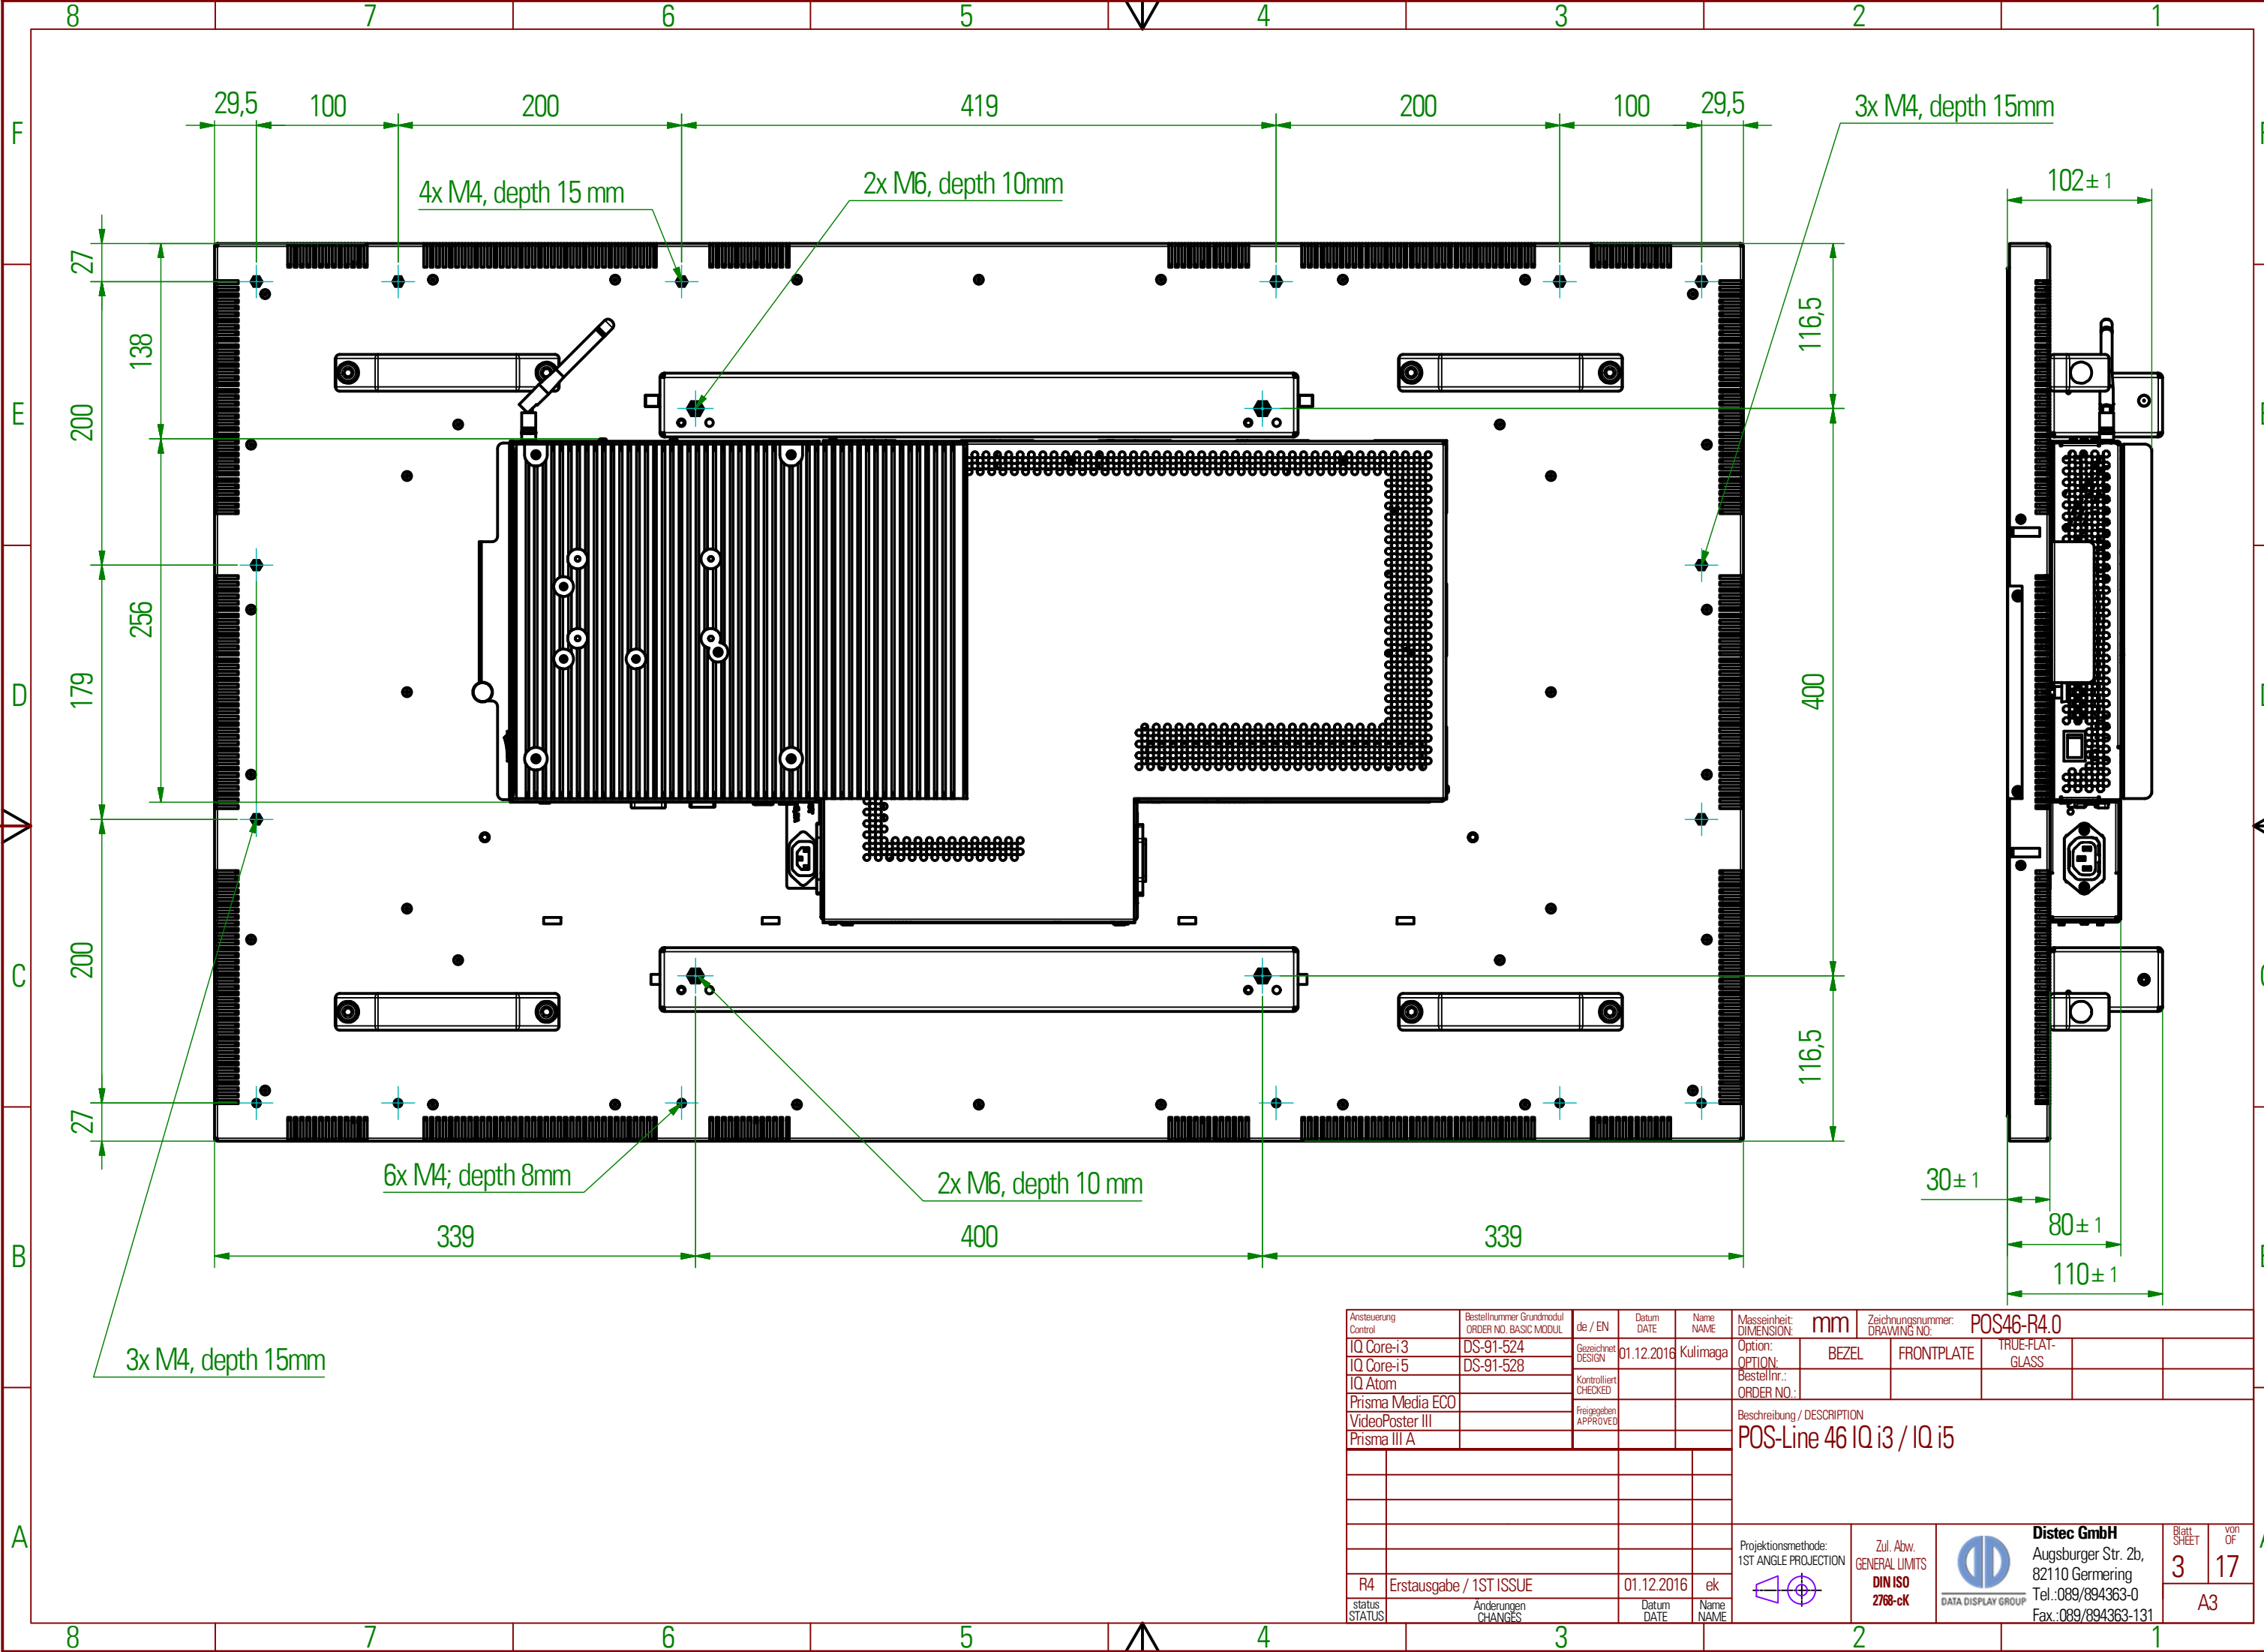 8 7 6 5 4 3 2 1
29,5 100 200 419 200 100 29,5
3x M4, depth 15mm
F
4x M4, depth 15 mm
2x M6, depth 10mm
102± 1
27
138
116,5
E
200
256
D
179
400
C
200
116,5
27
6x M4; depth 8mm
2x M6, depth 10 mm
30± 1
B
339 400 339
80± 1
110± 1
3x M4, depth 15mm
A
Ansteuerung
Control
Bestellnummer Grundmodul
ORDER NO. BASIC MODUL
IQ Core-i3 DS-91-524
IQ Core-i5 DS-91-528
IQ Atom
Prisma Media ECO
VideoPoster III
Prisma III A
de / EN
Datum
DATE
Name
NAME
Gezeichnet
DESIGN
01.12.2016 Kulimaga
Kontrolliert
CHECKED
Freigegeben
APPROVED
Masseinheit:
DIMENSION:
mm
Zeichnungsnummer:
DRAWING NO:
POS46-R4.0
Option:
OPTION:
BEZEL FRONTPLATE
TRUE-FLAT-
GLASS
Bestellnr.:
ORDER NO.:
Beschreibung / DESCRIPTION
POS-Line 46 IQ i3 / IQ i5
R4 Erstausgabe / 1ST ISSUE 01.12.2016 ek
status
STATUS
Änderungen
CHANGES
Datum
DATE
Name
NAME
Projektionsmethode:
1ST ANGLE PROJECTION
Zul. Abw.
GENERAL LIMITS
DIN ISO
2768-cK
DATA DISPLAY GROUP
Distec GmbH
Augsburger Str. 2b,
82110 Germering
Tel.:089/894363-0
Fax.:089/894363-131
Blatt
SHEET
3
von
OF
17
A3
8 7 6 5 4 3 2 1